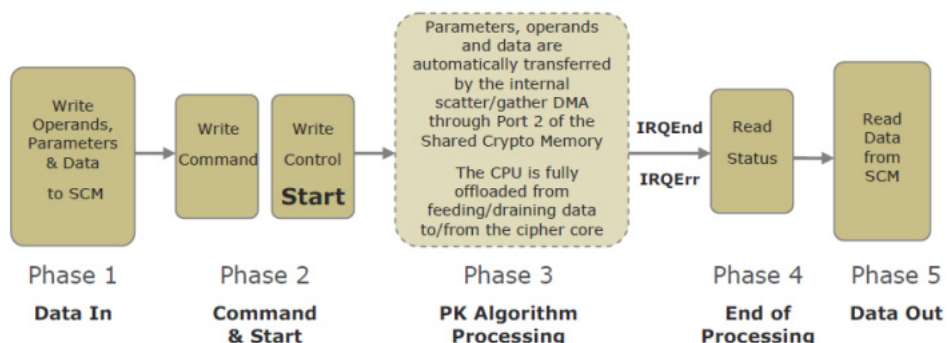 Write
Operands,
Parameters
& Data
to SCM
Write
Command
Write
Control
Start
Parameters, operands
and data are
automatically transferred
by the internal
scatter/gather DMA
through Port 2 of the
Shared Crypto Memory
The CPU is fully
offloaded from
feeding/draining data
to/from the cipher core
IRQEnd
IRQErr
Read
Status
Read
Data
from
SCM
Phase 1
Data In
Phase 2
Command
& Start
Phase 3
PK Algorithm
Processing
Phase 4
End of
Processing
Phase 5
Data Out